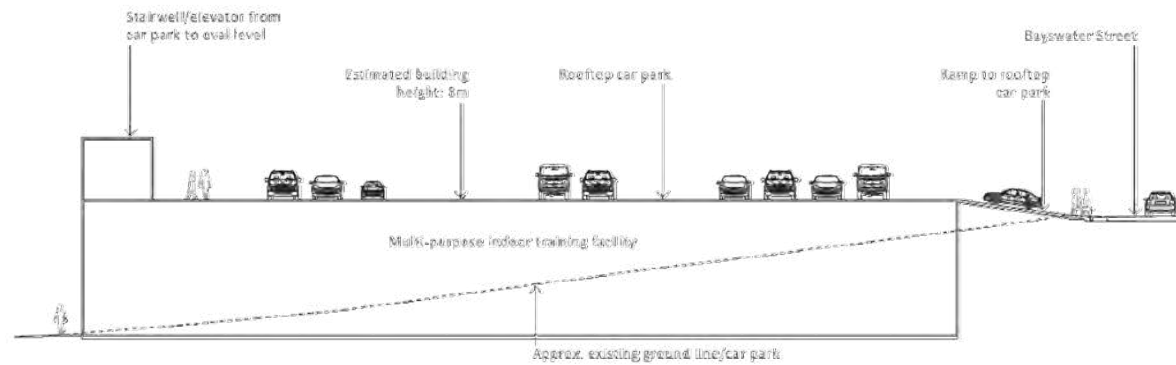 Stairwell/elevator from
car park to oval level
Estimated building
height: 8m
Rooftop car park
Bayswater Street
Ramp to rooftop
car park
Multi-purpose indoor training facility
Approx. existing ground line/car park